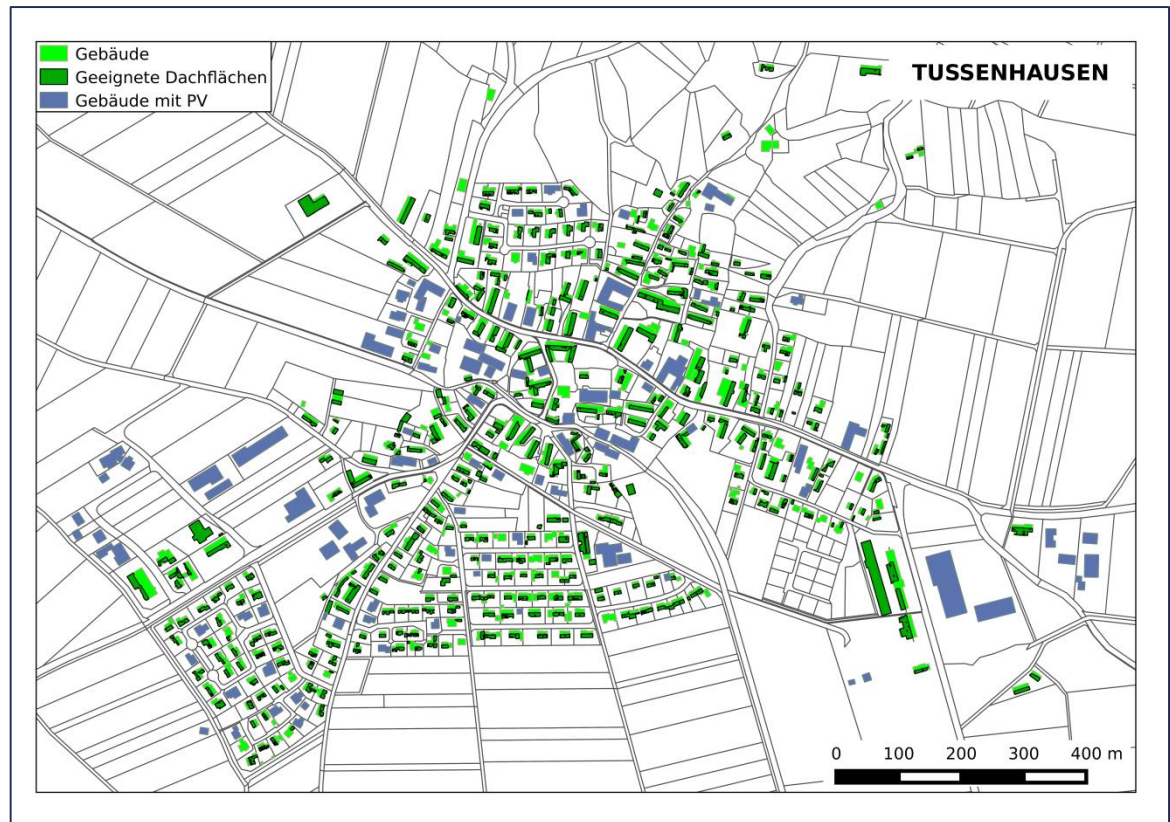 Gebäude
Geeignete Dachflächen
Gebäude mit PV
TUSSENHAUSEN
0 100 200 300 400 m